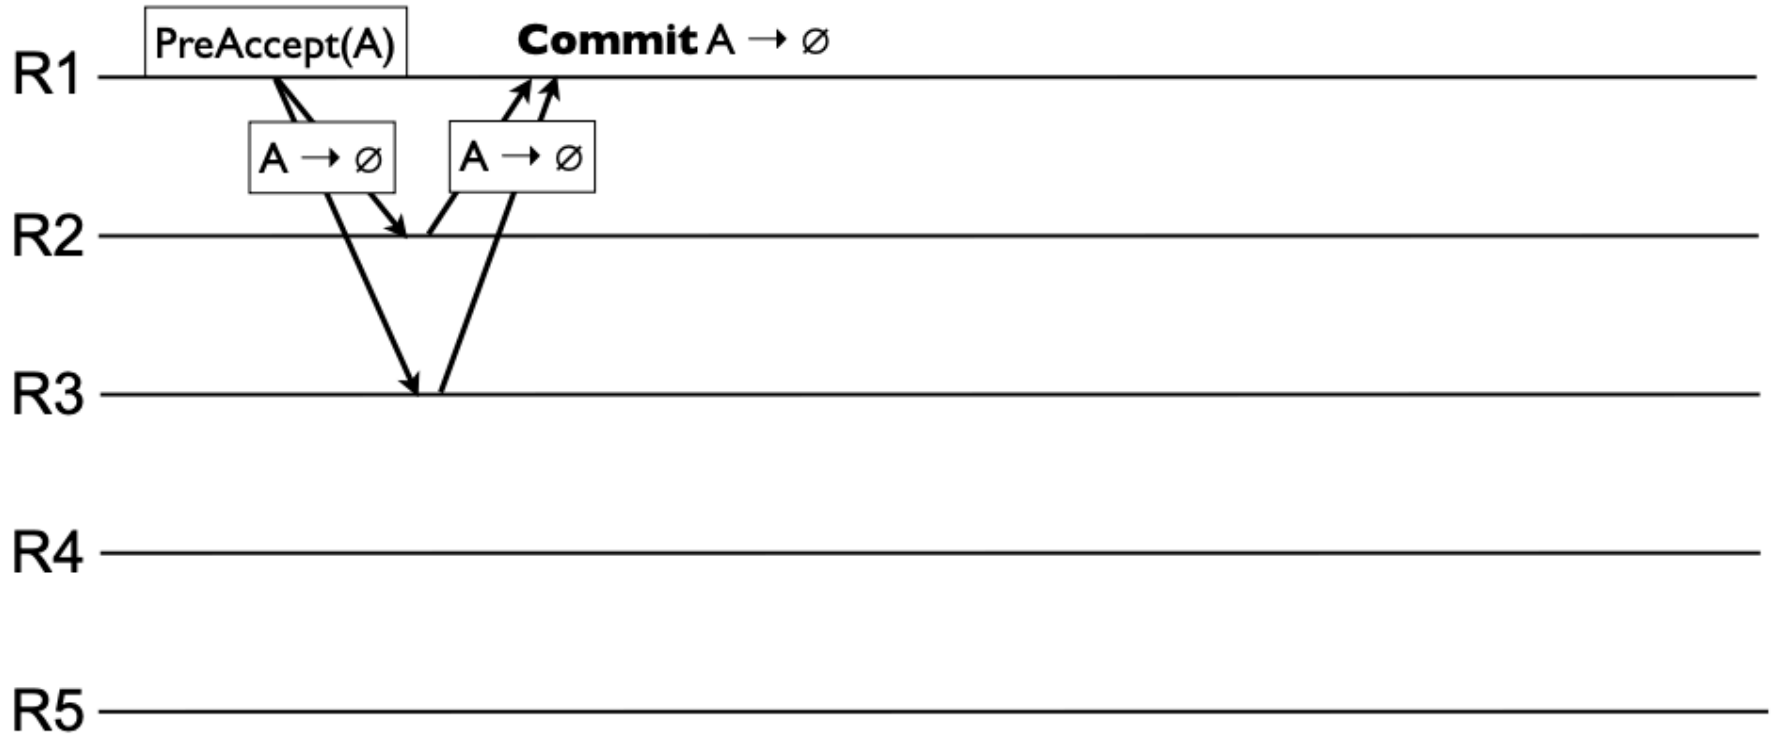 PreAccept(A)
Commit A → ∅
R1
A → ∅
A → ∅
R2
R3
R4
R5